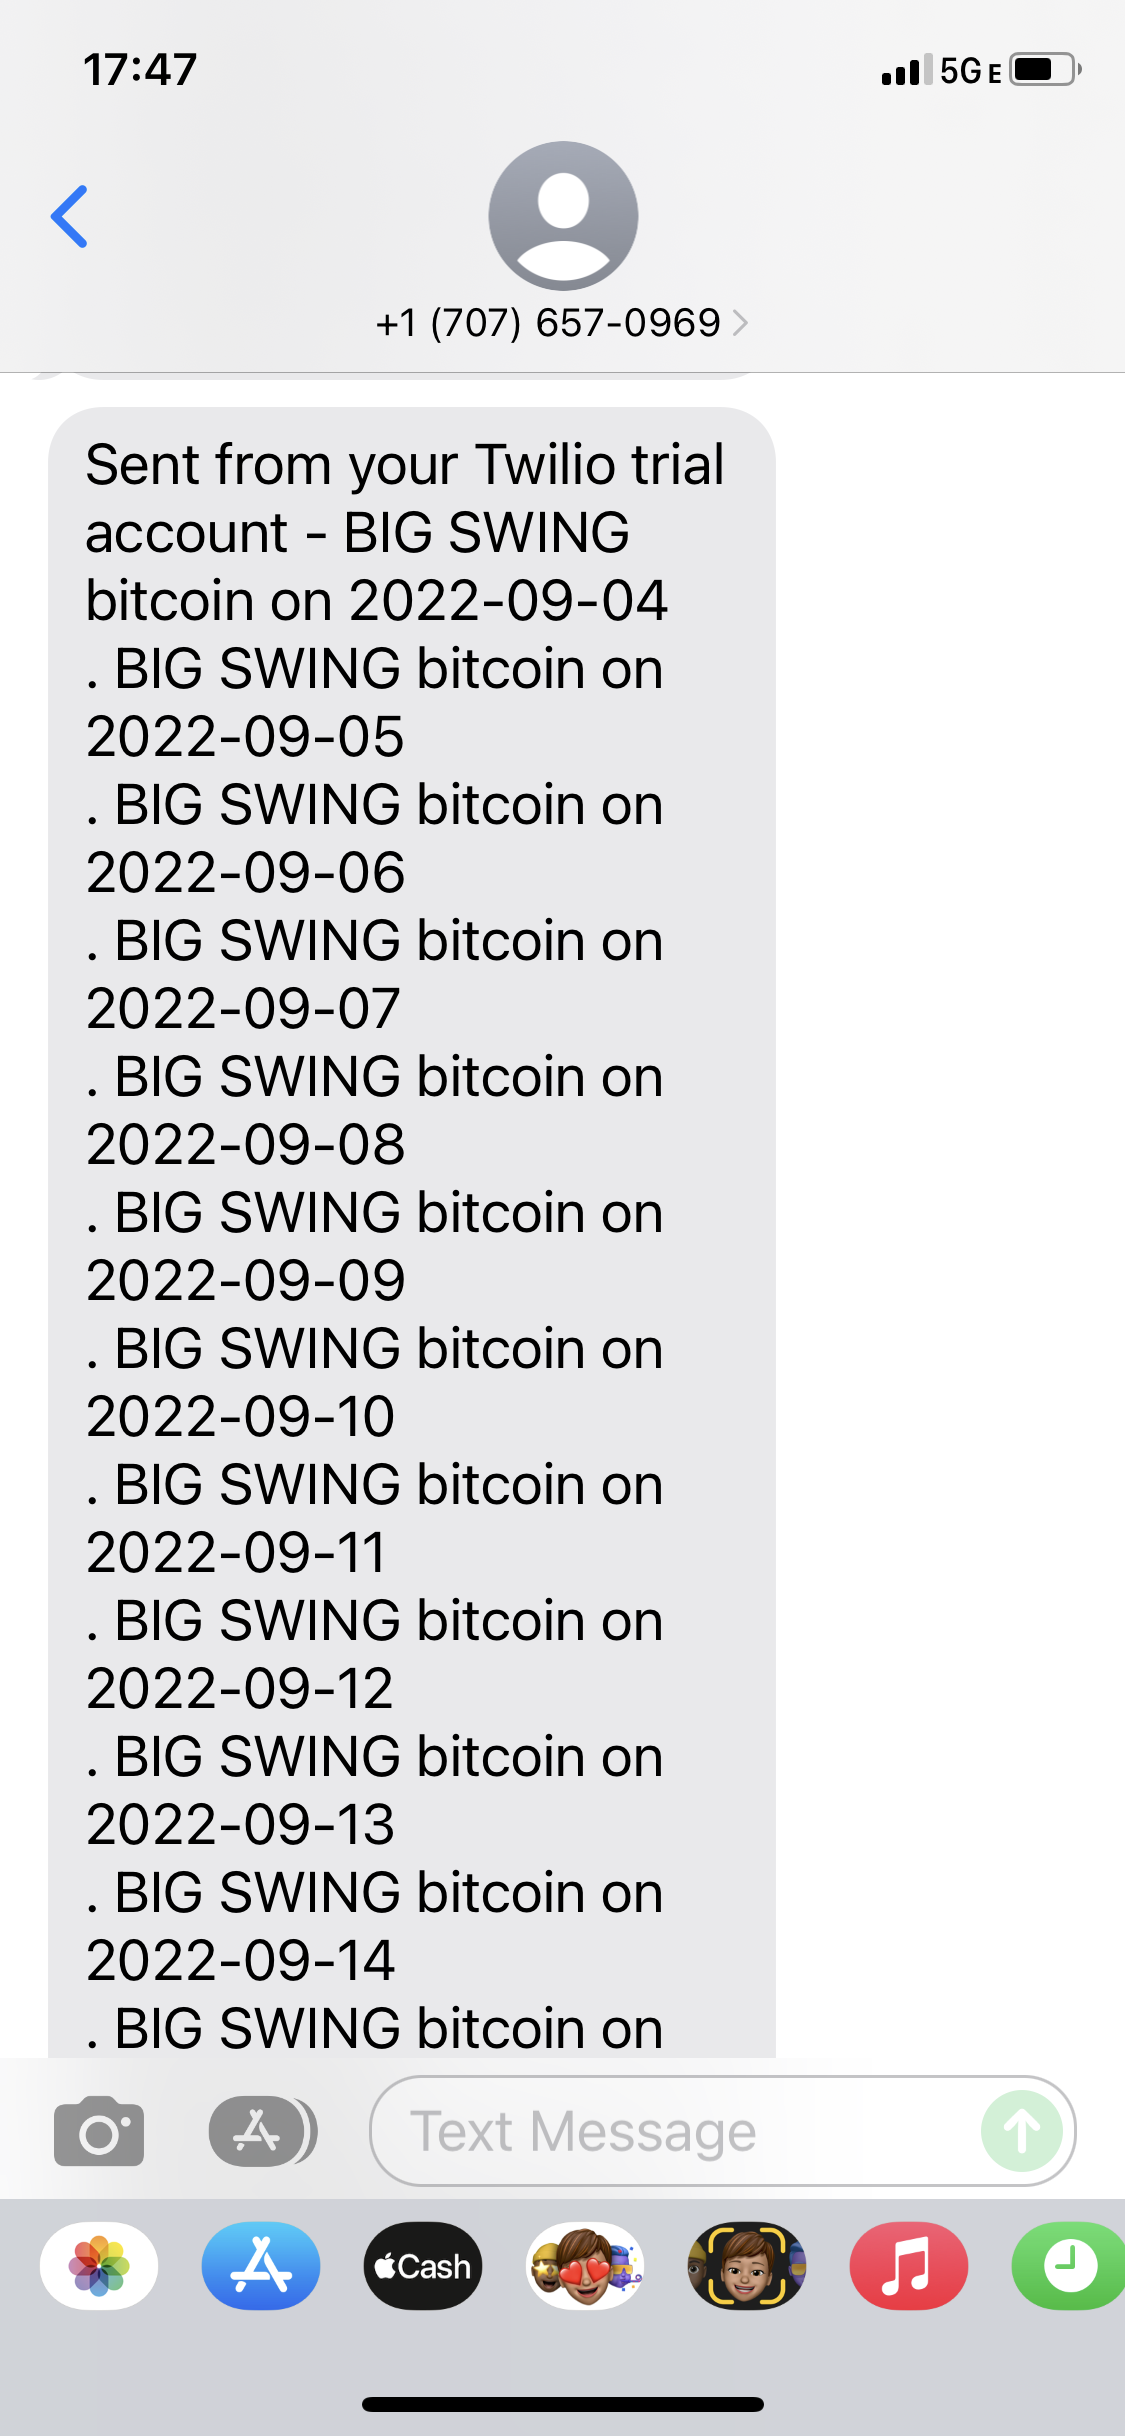 17:47
5G E
+1 (707) 657-0969
Sent from your Twilio trial
account - BIG SWING
bitcoin on 2022-09-04
. BIG SWING bitcoin on
2022-09-05
. BIG SWING bitcoin on
2022-09-06
. BIG SWING bitcoin on
2022-09-07
. BIG SWING bitcoin on
2022-09-08
. BIG SWING bitcoin on
2022-09-09
. BIG SWING bitcoin on
2022-09-10
. BIG SWING bitcoin on
2022-09-11
. BIG SWING bitcoin on
2022-09-12
. BIG SWING bitcoin on
2022-09-13
. BIG SWING bitcoin on
2022-09-14
. BIG SWING bitcoin on
Text Message
Cash